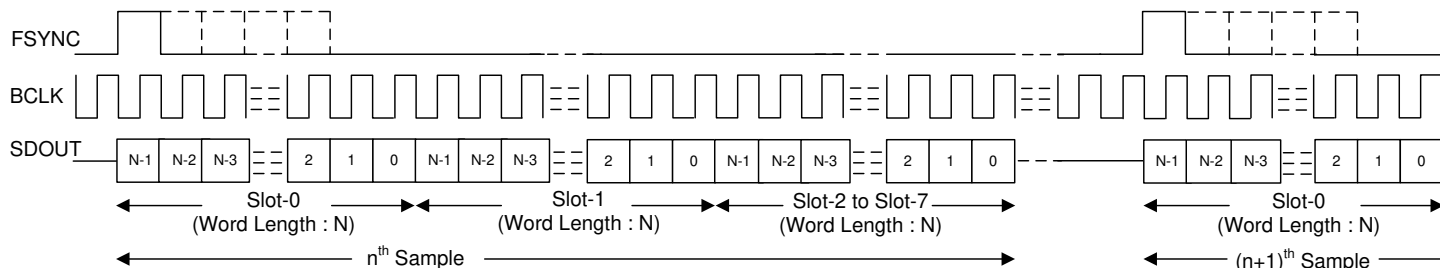 FSYNC
BCLK
SDOUT
N-1 N-2 N-3 2 1 0 N-1 N-2 N-3 2 1 0 N-1 N-2 N-3 2 1 0 N-1 N-2 N-3 2 1 0
Slot-0 Slot-1 Slot-2 to Slot-7 Slot-0
(Word Length : N) (Word Length : N) (Word Length : N) (Word Length : N)
nth Sample (n+1)th Sample